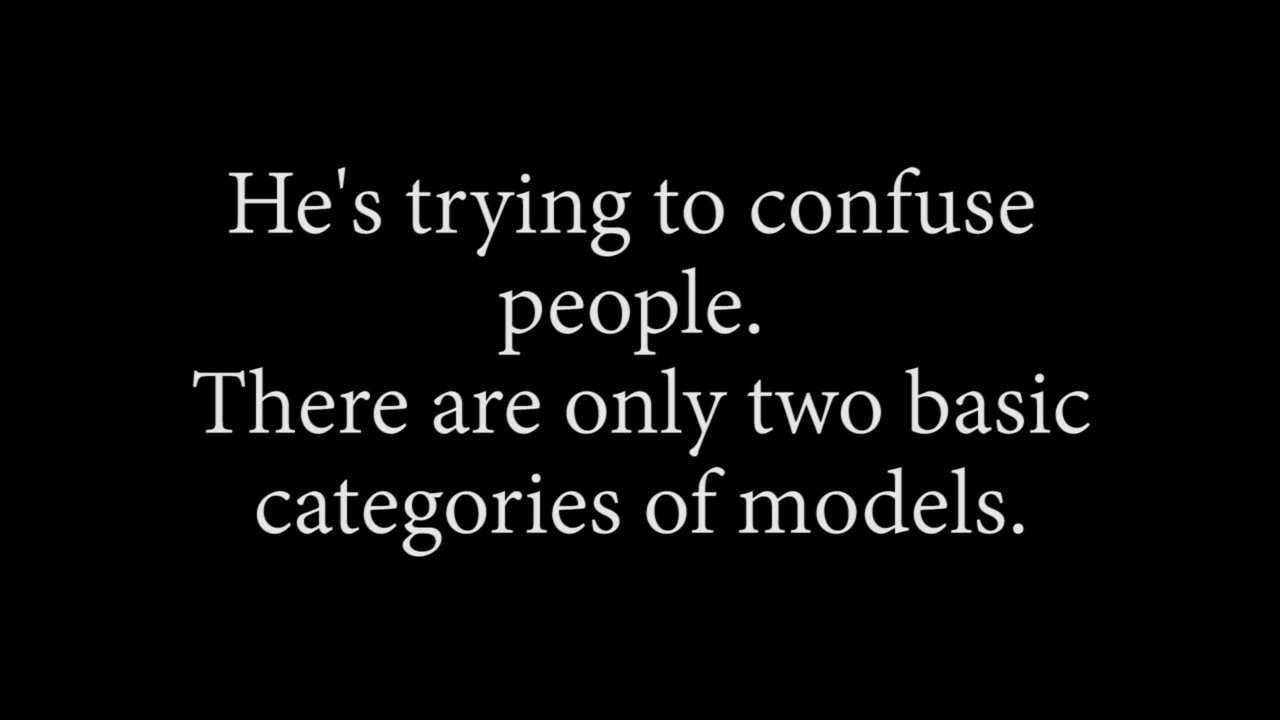 He's trying to confuse
people.
There are only two basic
categories of models.